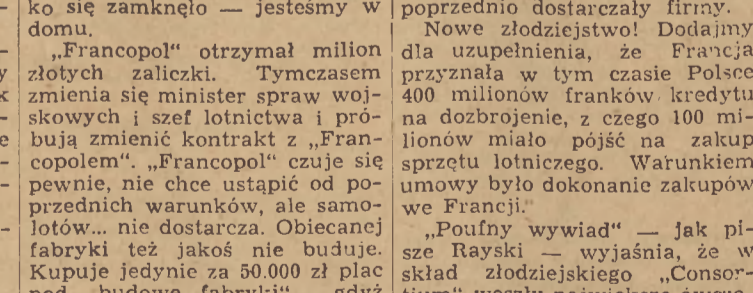 ko się zamknęło — jesteśmy w
domu.
„Francopol" otrzymał milion
złotych zaliczki. Tymczasem
zmienia się minister spraw woj-
skowych i szef lotnictwa i pró-
bują zmienić kontrakt z „Fran-
copolem". „Francopol" czuje się
pewnie, nie chce ustąpić od po-
przednich warunków, ale samo-
lotów... nie dostarcza. Obiecanej
fabryki też jakoś nie buduje.
Kupuje jedynie za 50.000 zł plac
pod „budowę fabryki" gdyż
poprzednio dostarczały firmy.
Nowe złodziejstwo! Dodajmy
dla uzupełnienia, że Francja
przyznała w tym czasie Polsce
400 milionów franków kredytu
na dozbrojenie, z czego 100 mi-
lionów miało pójść na zakup
sprzętu lotniczego. Warunkiem
umowy było dokonanie zakupów
we Francji.
„Poufny wywiad" — jak pi-
sze Rayski — wyjaśnia, że w
skład złodziejskiego „Consor-